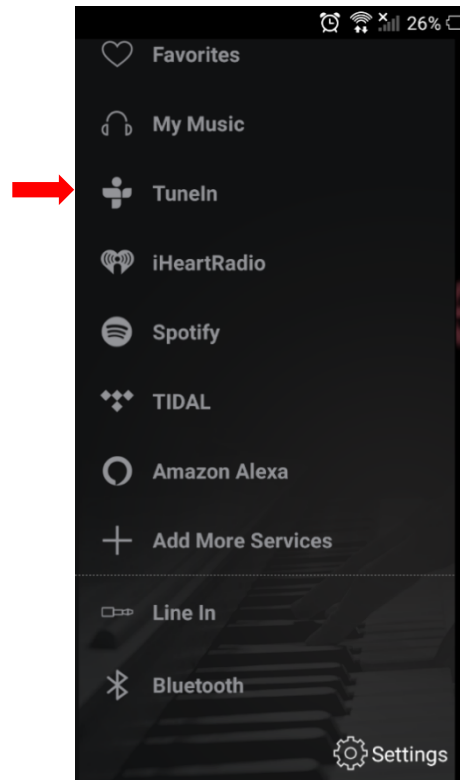 26%
Favorites
My Music
TuneIn
iHeartRadio
Spotify
TIDAL
Amazon Alexa
Add More Services
Line In
Bluetooth
Settings